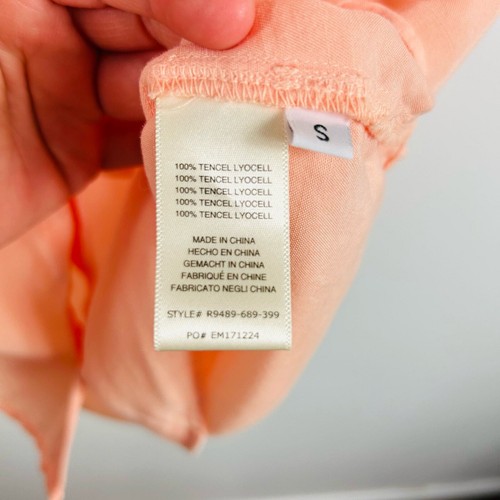 S
100% TENCEL LYOCELL
100% TENCEL LYOCELL
100% TENCEL LYOCELL
100% TENCEL LYOCELL
100% TENCEL LYOCELL
MADE IN CHINA
HECHO EN CHINA
GEMACHT IN CHINA
FABRIQUÉ EN CHINE
FABRICATO NEGLI CHINA
STYLE# R9489-689-399
PO# EM171224